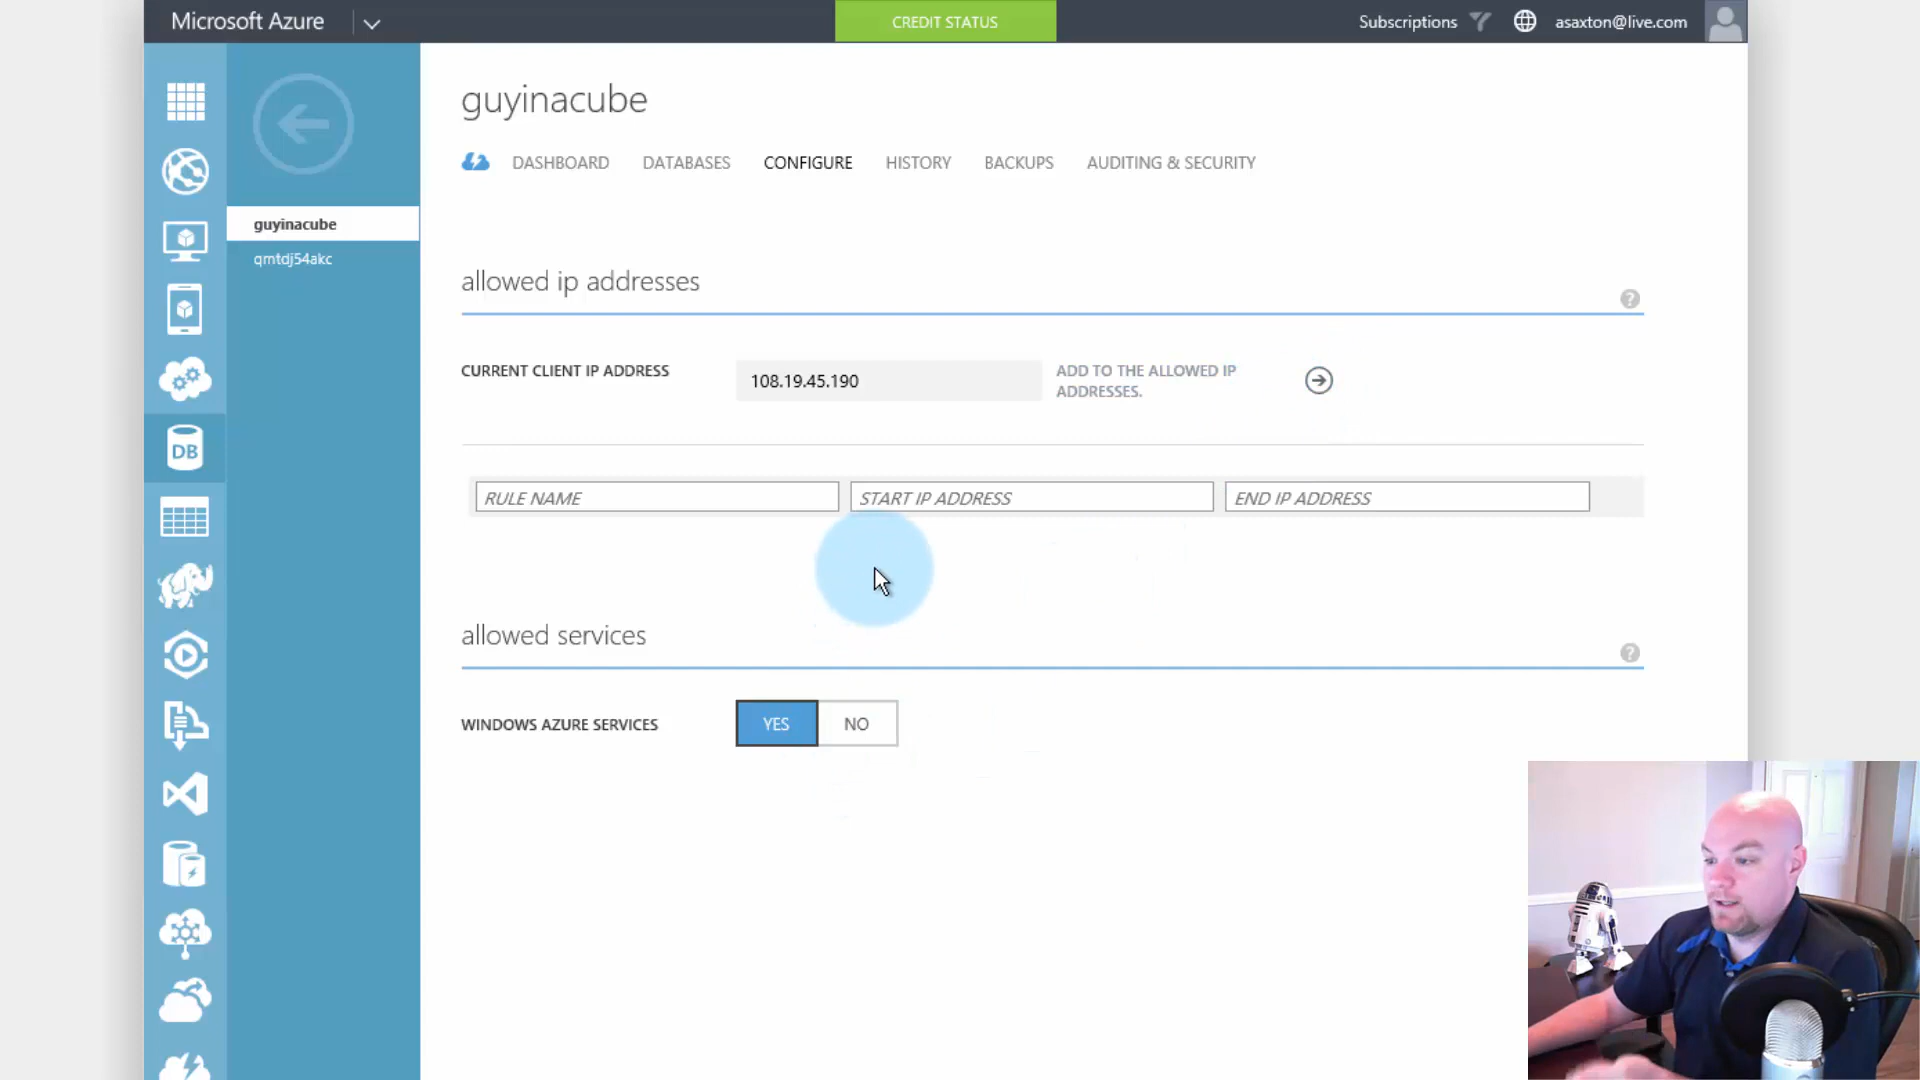 Microsoft Azure
CREDIT STATUS
Subscriptions
asaxton@live.com
guyinacube
DASHBOARD
DATABASES
CONFIGURE
HISTORY
BACKUPS
AUDITING & SECURITY
guyinacube
qmtdj54akc
allowed ip addresses
?
CURRENT CLIENT IP ADDRESS
108.19.45.190
ADD TO THE ALLOWED IP
ADDRESSES.
DB
RULE NAME
START IP ADDRESS
END IP ADDRESS
allowed services
?
WINDOWS AZURE SERVICES
YES
NO